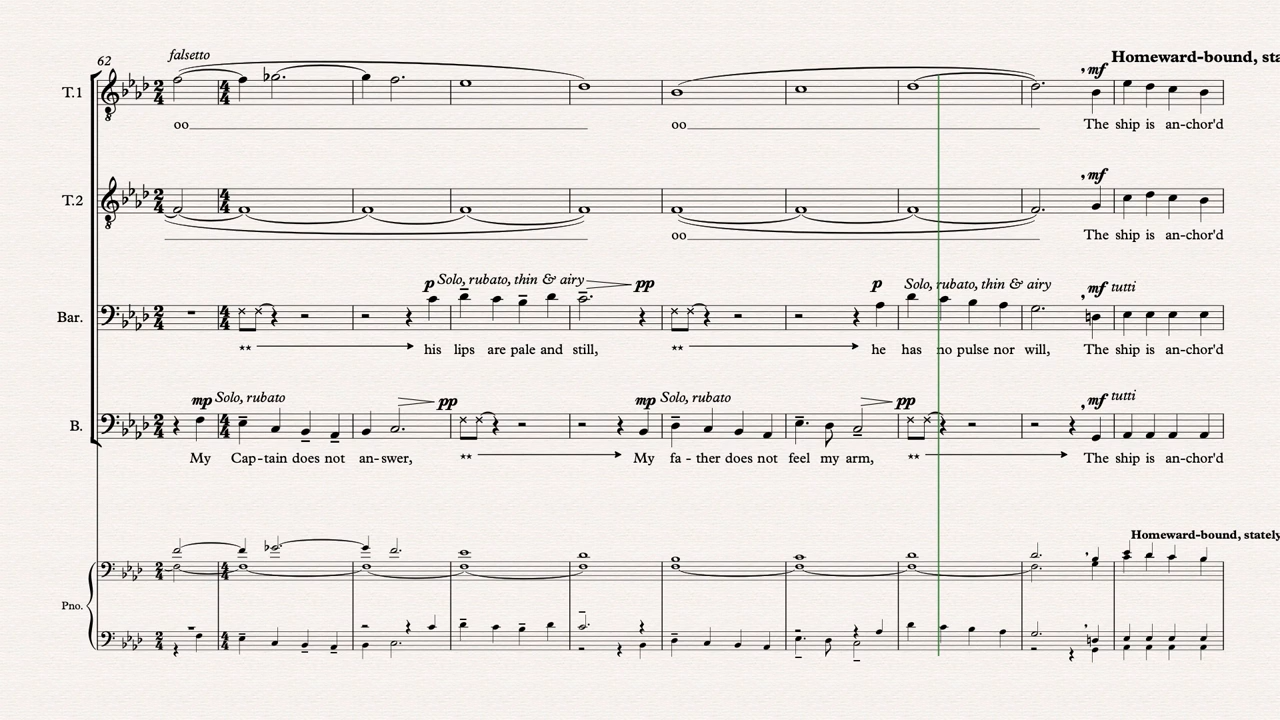 62
falsetto
Homeward-bound, sta
, mf
T.1
oo
oo
The ship is an-chor'd
, mf
T.2
oo
The ship is an-chor'd
p Solo, rubato, thin & airy pp
p Solo, rubato, thin & airy , mf tutti
Bar.
** his lips are pale and still, ** he has no pulse nor will, The ship is an-chor'd
mp Solo, rubato pp mp Solo, rubato pp , mf tutti
B.
My Cap-tain does not an-swer, ** My fa-ther does not feel my arm, ** The ship is an-chor'd
Homeward-bound, stately
Pno.